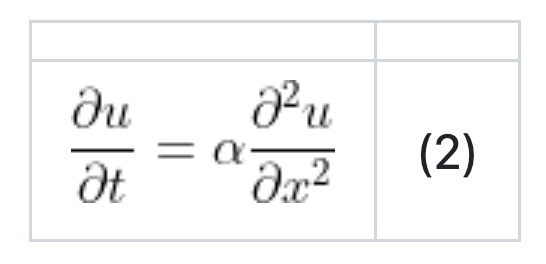 ∂u/∂t = α ∂²u/∂x² (2)